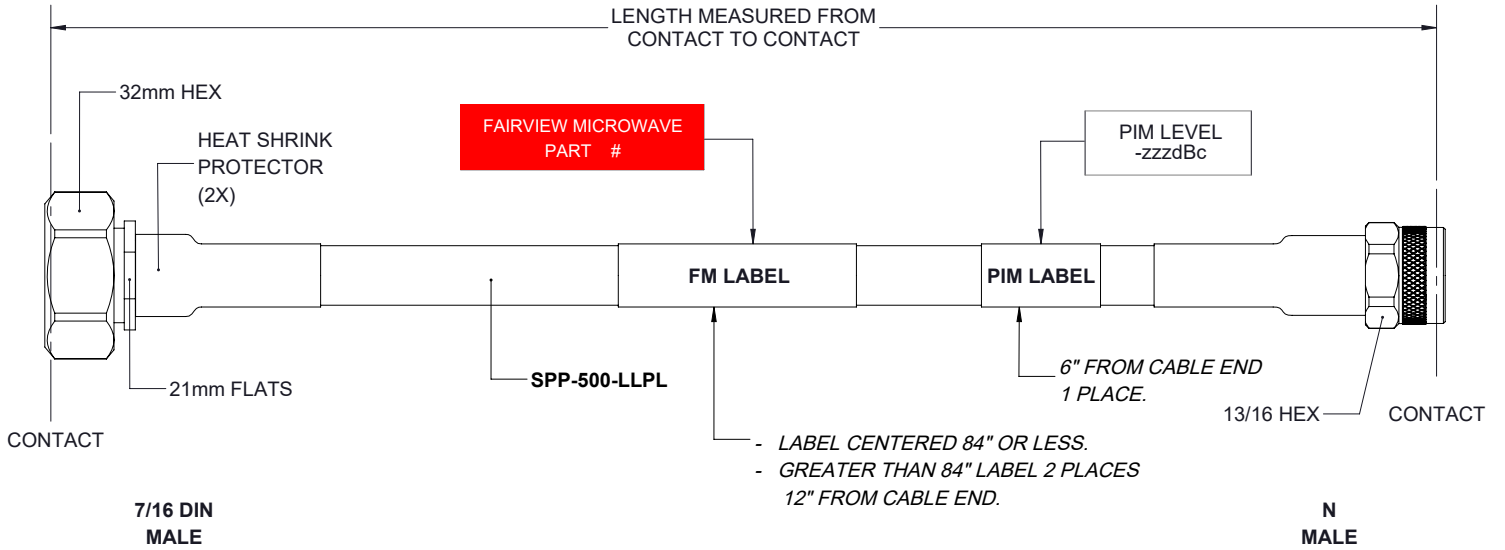 LENGTH MEASURED FROM
CONTACT TO CONTACT
32mm HEX
HEAT SHRINK
PROTECTOR
(2X)
FAIRVIEW MICROWAVE
PART #
PIM LEVEL
-zzzdBc
FM LABEL
PIM LABEL
21mm FLATS
SPP-500-LLPL
6" FROM CABLE END
1 PLACE.
13/16 HEX
CONTACT
CONTACT
- LABEL CENTERED 84" OR LESS.
- GREATER THAN 84" LABEL 2 PLACES
12" FROM CABLE END.
7/16 DIN
MALE
N
MALE